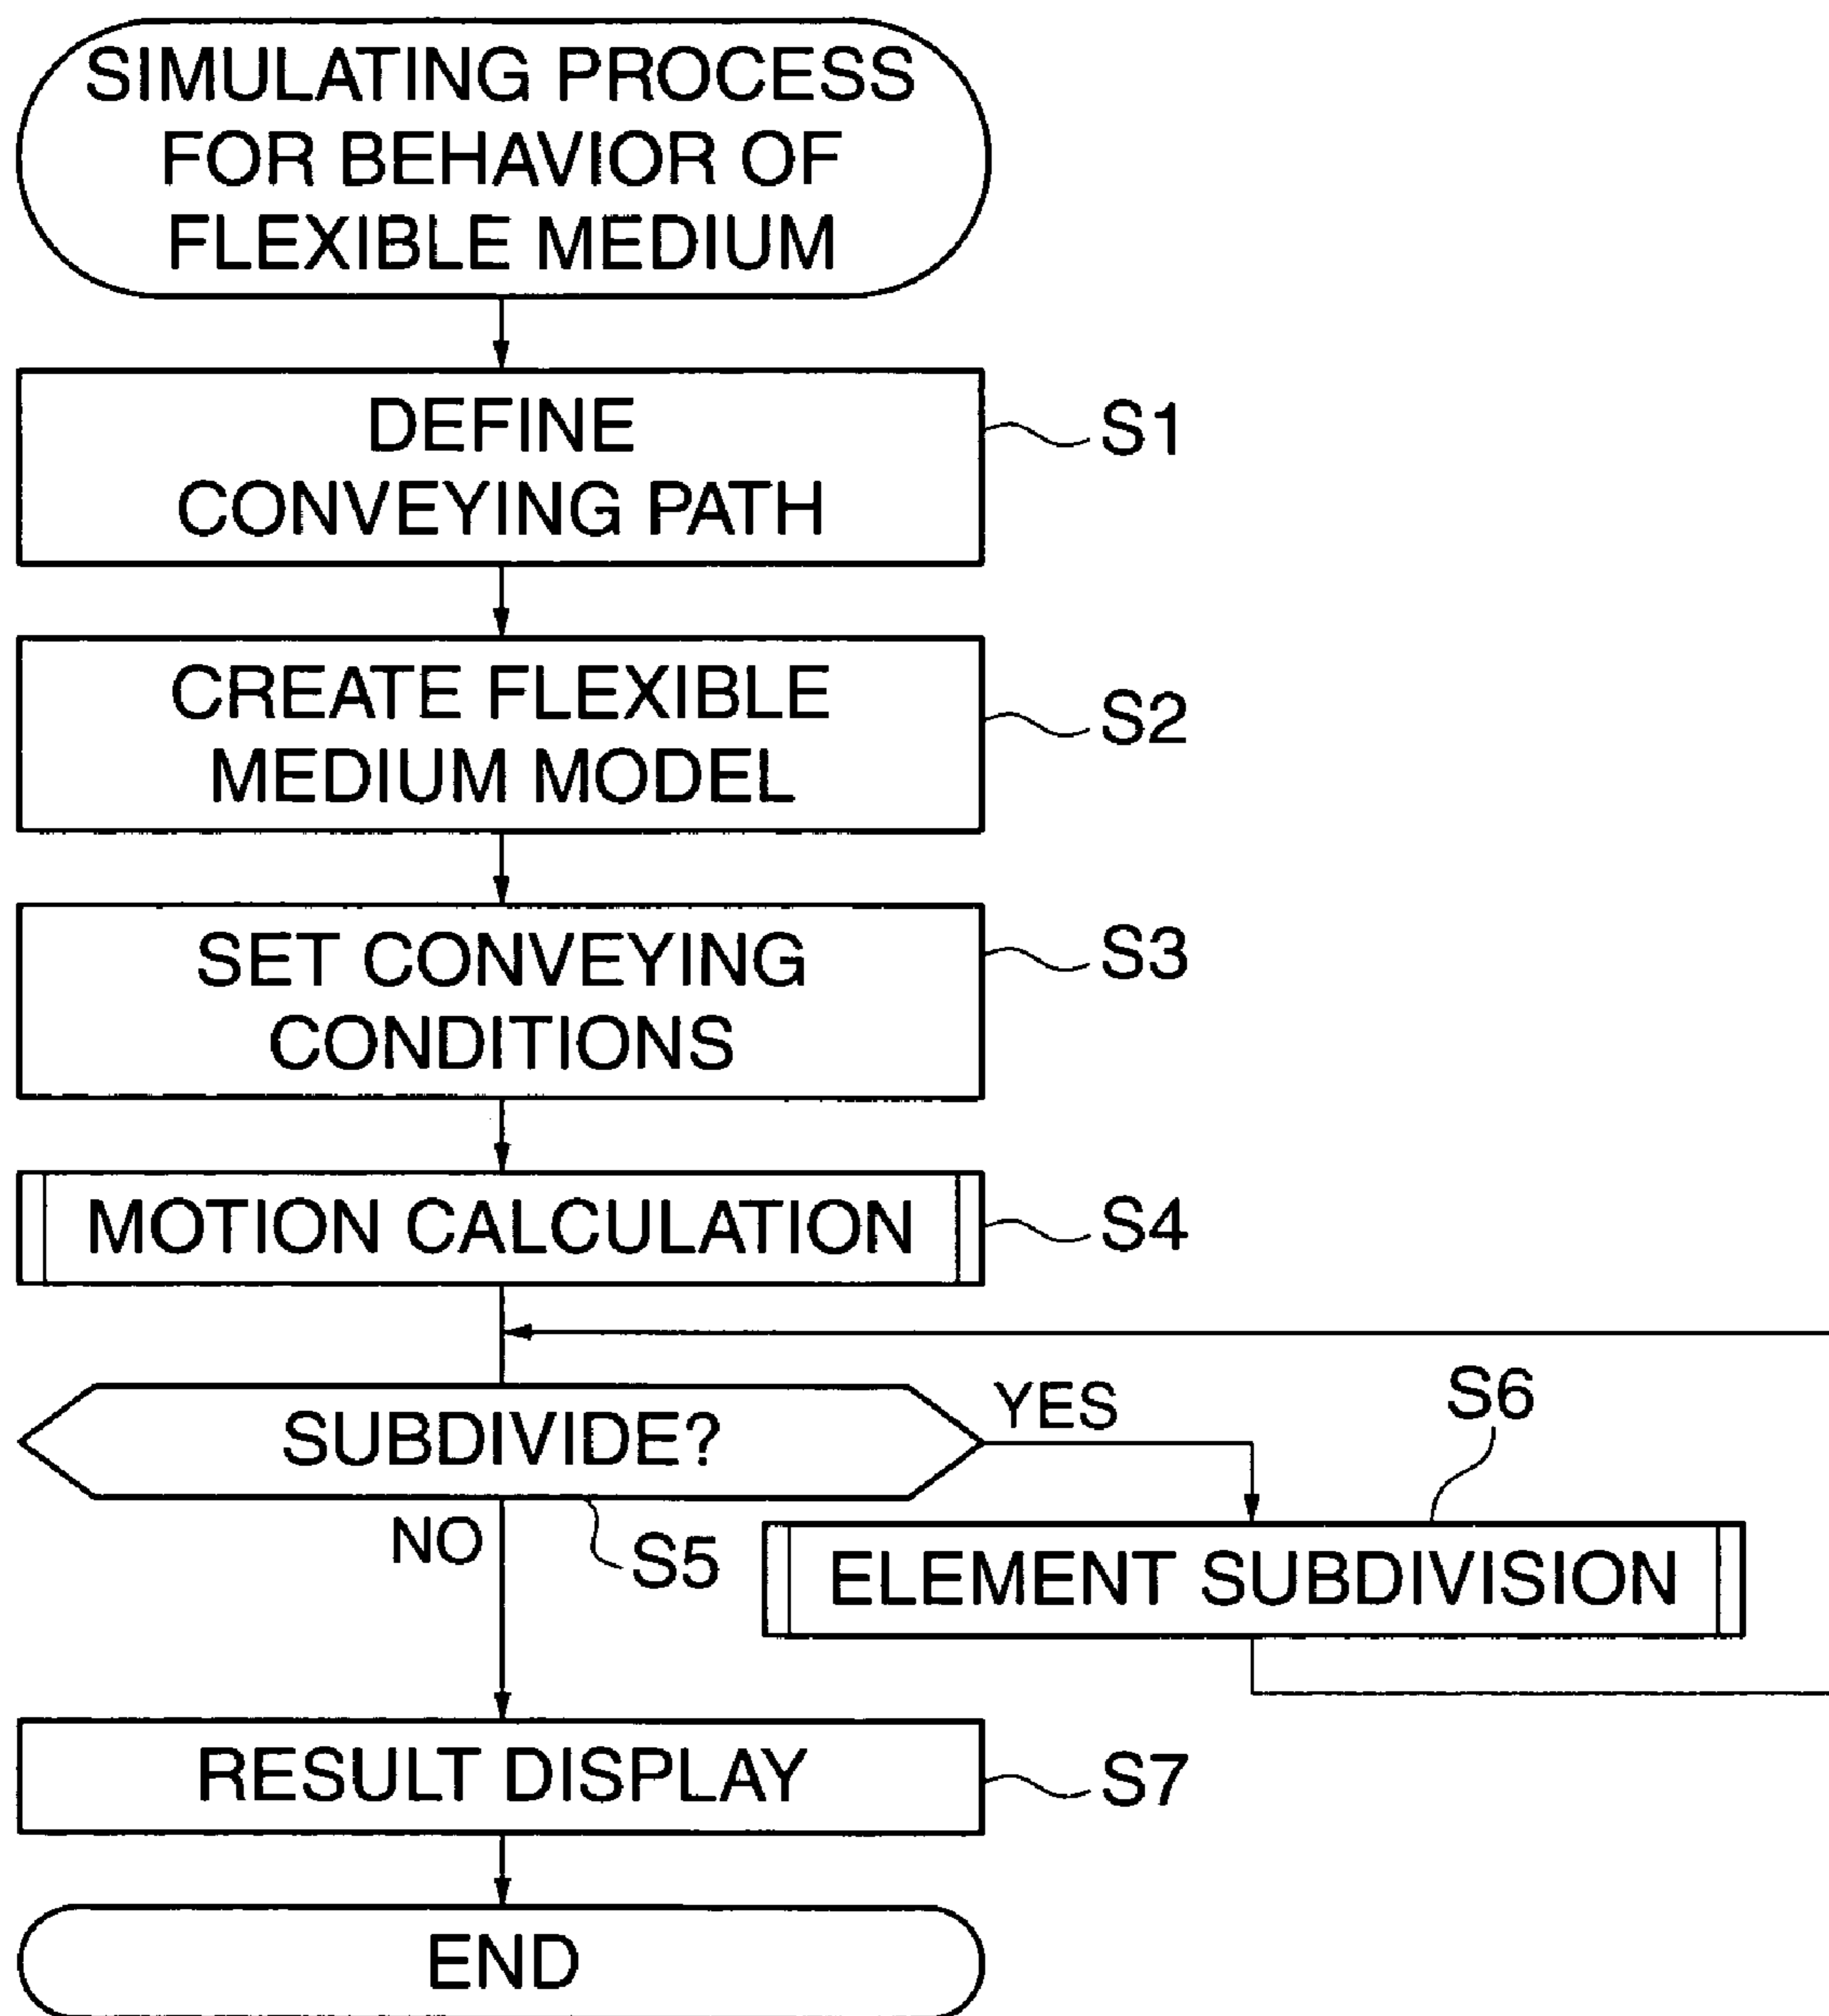 SIMULATING PROCESS
FOR BEHAVIOR OF
FLEXIBLE MEDIUM
DEFINE
CONVEYING PATH
S1
CREATE FLEXIBLE
MEDIUM MODEL
S2
SET CONVEYING
CONDITIONS
S3
MOTION CALCULATION
S4
SUBDIVIDE?
YES
S6
NO
S5
ELEMENT SUBDIVISION
RESULT DISPLAY
S7
END